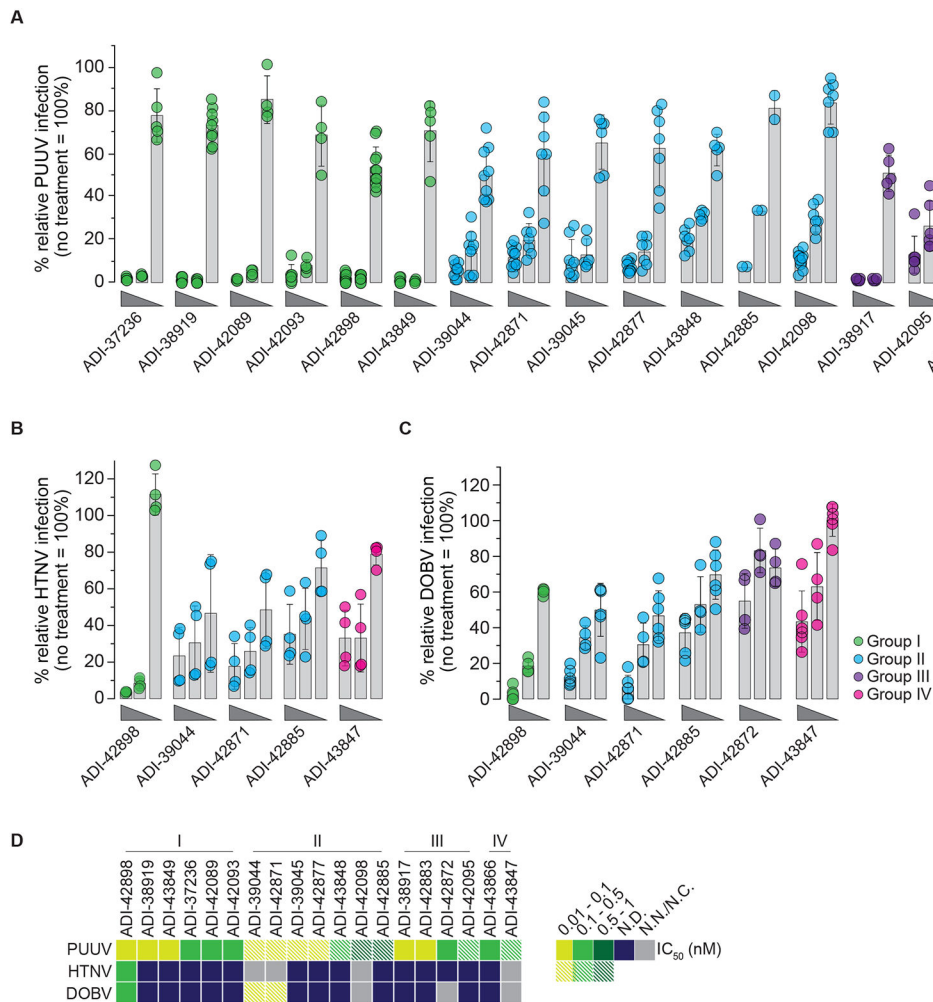 A
% relative PUUV infection
(no treatment = 100%)
100
80
60
40
20
0
ADI-37236
ADI-38919
ADI-42089
ADI-42093
ADI-42898
ADI-43849
ADI-39044
ADI-42871
ADI-39045
ADI-42877
ADI-43848
ADI-42885
ADI-42098
ADI-38917
ADI-42095
B
% relative HTNV infection
(no treatment = 100%)
120
100
80
60
40
20
0
ADI-42898
ADI-39044
ADI-42871
ADI-42885
ADI-43847
C
% relative DOBV infection
(no treatment = 100%)
120
100
80
60
40
20
0
ADI-42898
ADI-39044
ADI-42871
ADI-42885
ADI-42872
ADI-43847
Group I
Group II
Group III
Group IV
D
I II III IV
ADI-42898
ADI-38919
ADI-43849
ADI-37236
ADI-42089
ADI-42093
ADI-39044
ADI-42871
ADI-39045
ADI-42877
ADI-43848
ADI-42098
ADI-42885
ADI-38917
ADI-42883
ADI-42872
ADI-42095
ADI-43866
ADI-43847
PUUV
HTNV
DOBV
0.01 - 0.1
0.1 - 0.5
0.5 - 1
N.D.
N.N./N.C.
IC50 (nM)